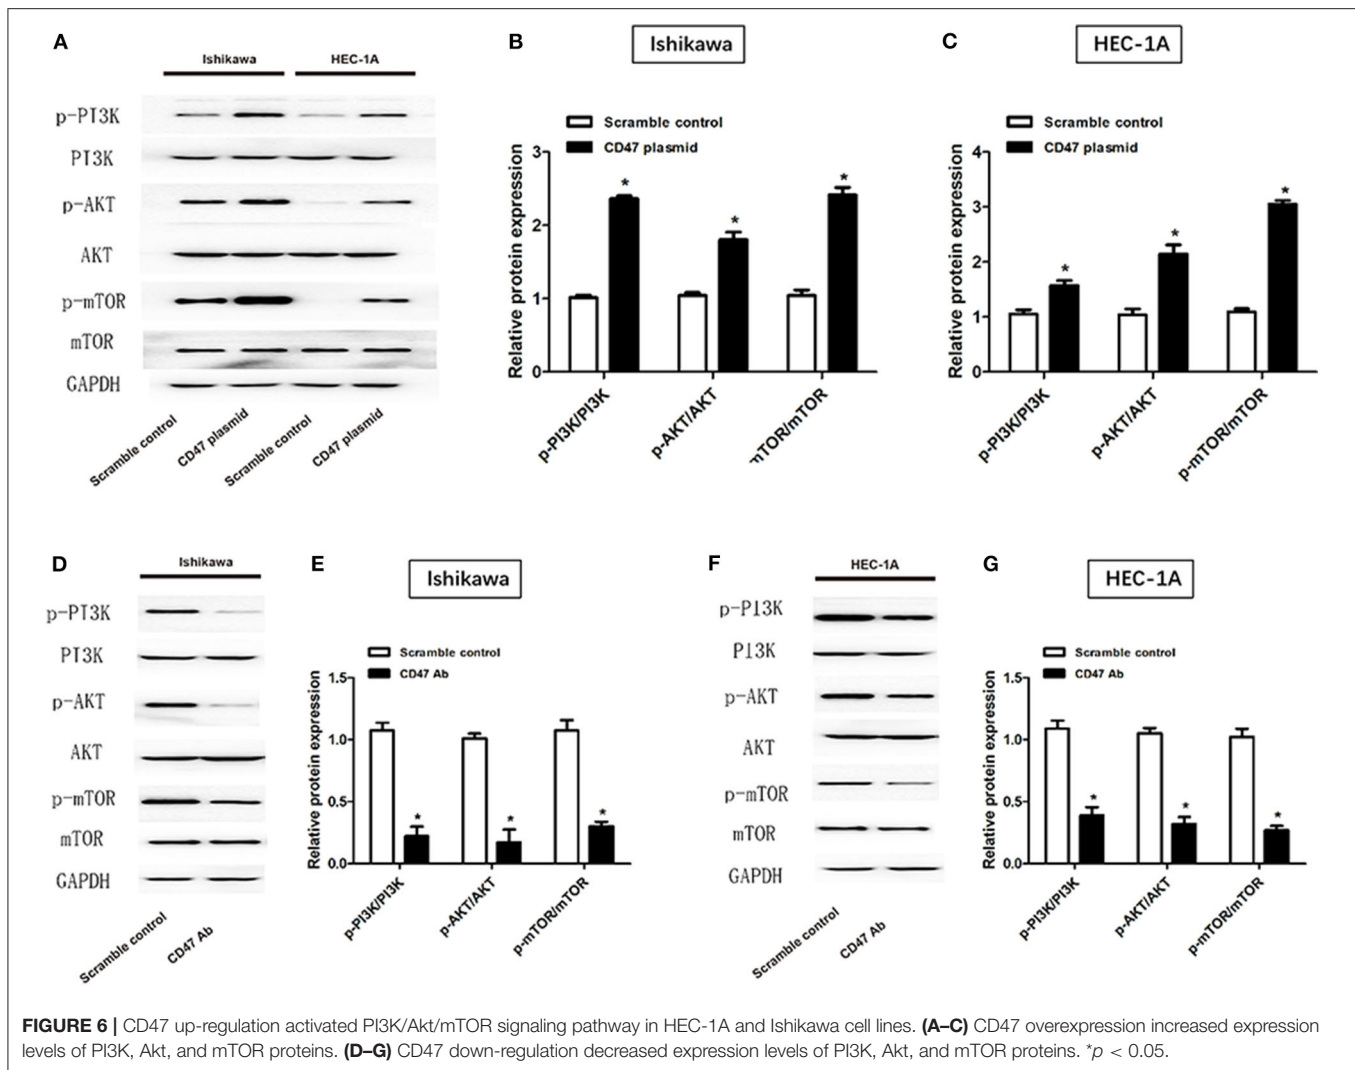 A
Ishikawa HEC-1A
p-PI3K
PI3K
p-AKT
AKT
p-mTOR
mTOR
GAPDH
Scramble control
CD47 plasmid
Scramble control
CD47 plasmid
B
Ishikawa
Scramble control
CD47 plasmid
Relative protein expression
3
2
1
0
*
*
*
p-PI3K/PI3K
p-AKT/AKT
mTOR/mTOR
C
HEC-1A
Scramble control
CD47 plasmid
Relative protein expression
4
3
2
1
0
*
*
*
p-PI3K/PI3K
p-AKT/AKT
p-mTOR/mTOR
D
Ishikawa
p-PI3K
PI3K
p-AKT
AKT
p-mTOR
mTOR
GAPDH
Scramble control
CD47 Ab
E
Ishikawa
Scramble control
CD47 Ab
Relative protein expression
1.5
1.0
0.5
0.0
*
*
*
p-PI3K/PI3K
p-AKT/AKT
p-mTOR/mTOR
F
HEC-1A
p-PI3K
PI3K
p-AKT
AKT
p-mTOR
mTOR
GAPDH
Scramble control
CD47 Ab
G
HEC-1A
Scramble control
CD47 Ab
Relative protein expression
1.5
1.0
0.5
0.0
*
*
*
p-PI3K/PI3K
p-AKT/AKT
p-mTOR/mTOR
FIGURE 6 | CD47 up-regulation activated PI3K/Akt/mTOR signaling pathway in HEC-1A and Ishikawa cell lines. (A–C) CD47 overexpression increased expression
levels of PI3K, Akt, and mTOR proteins. (D–G) CD47 down-regulation decreased expression levels of PI3K, Akt, and mTOR proteins. *p < 0.05.